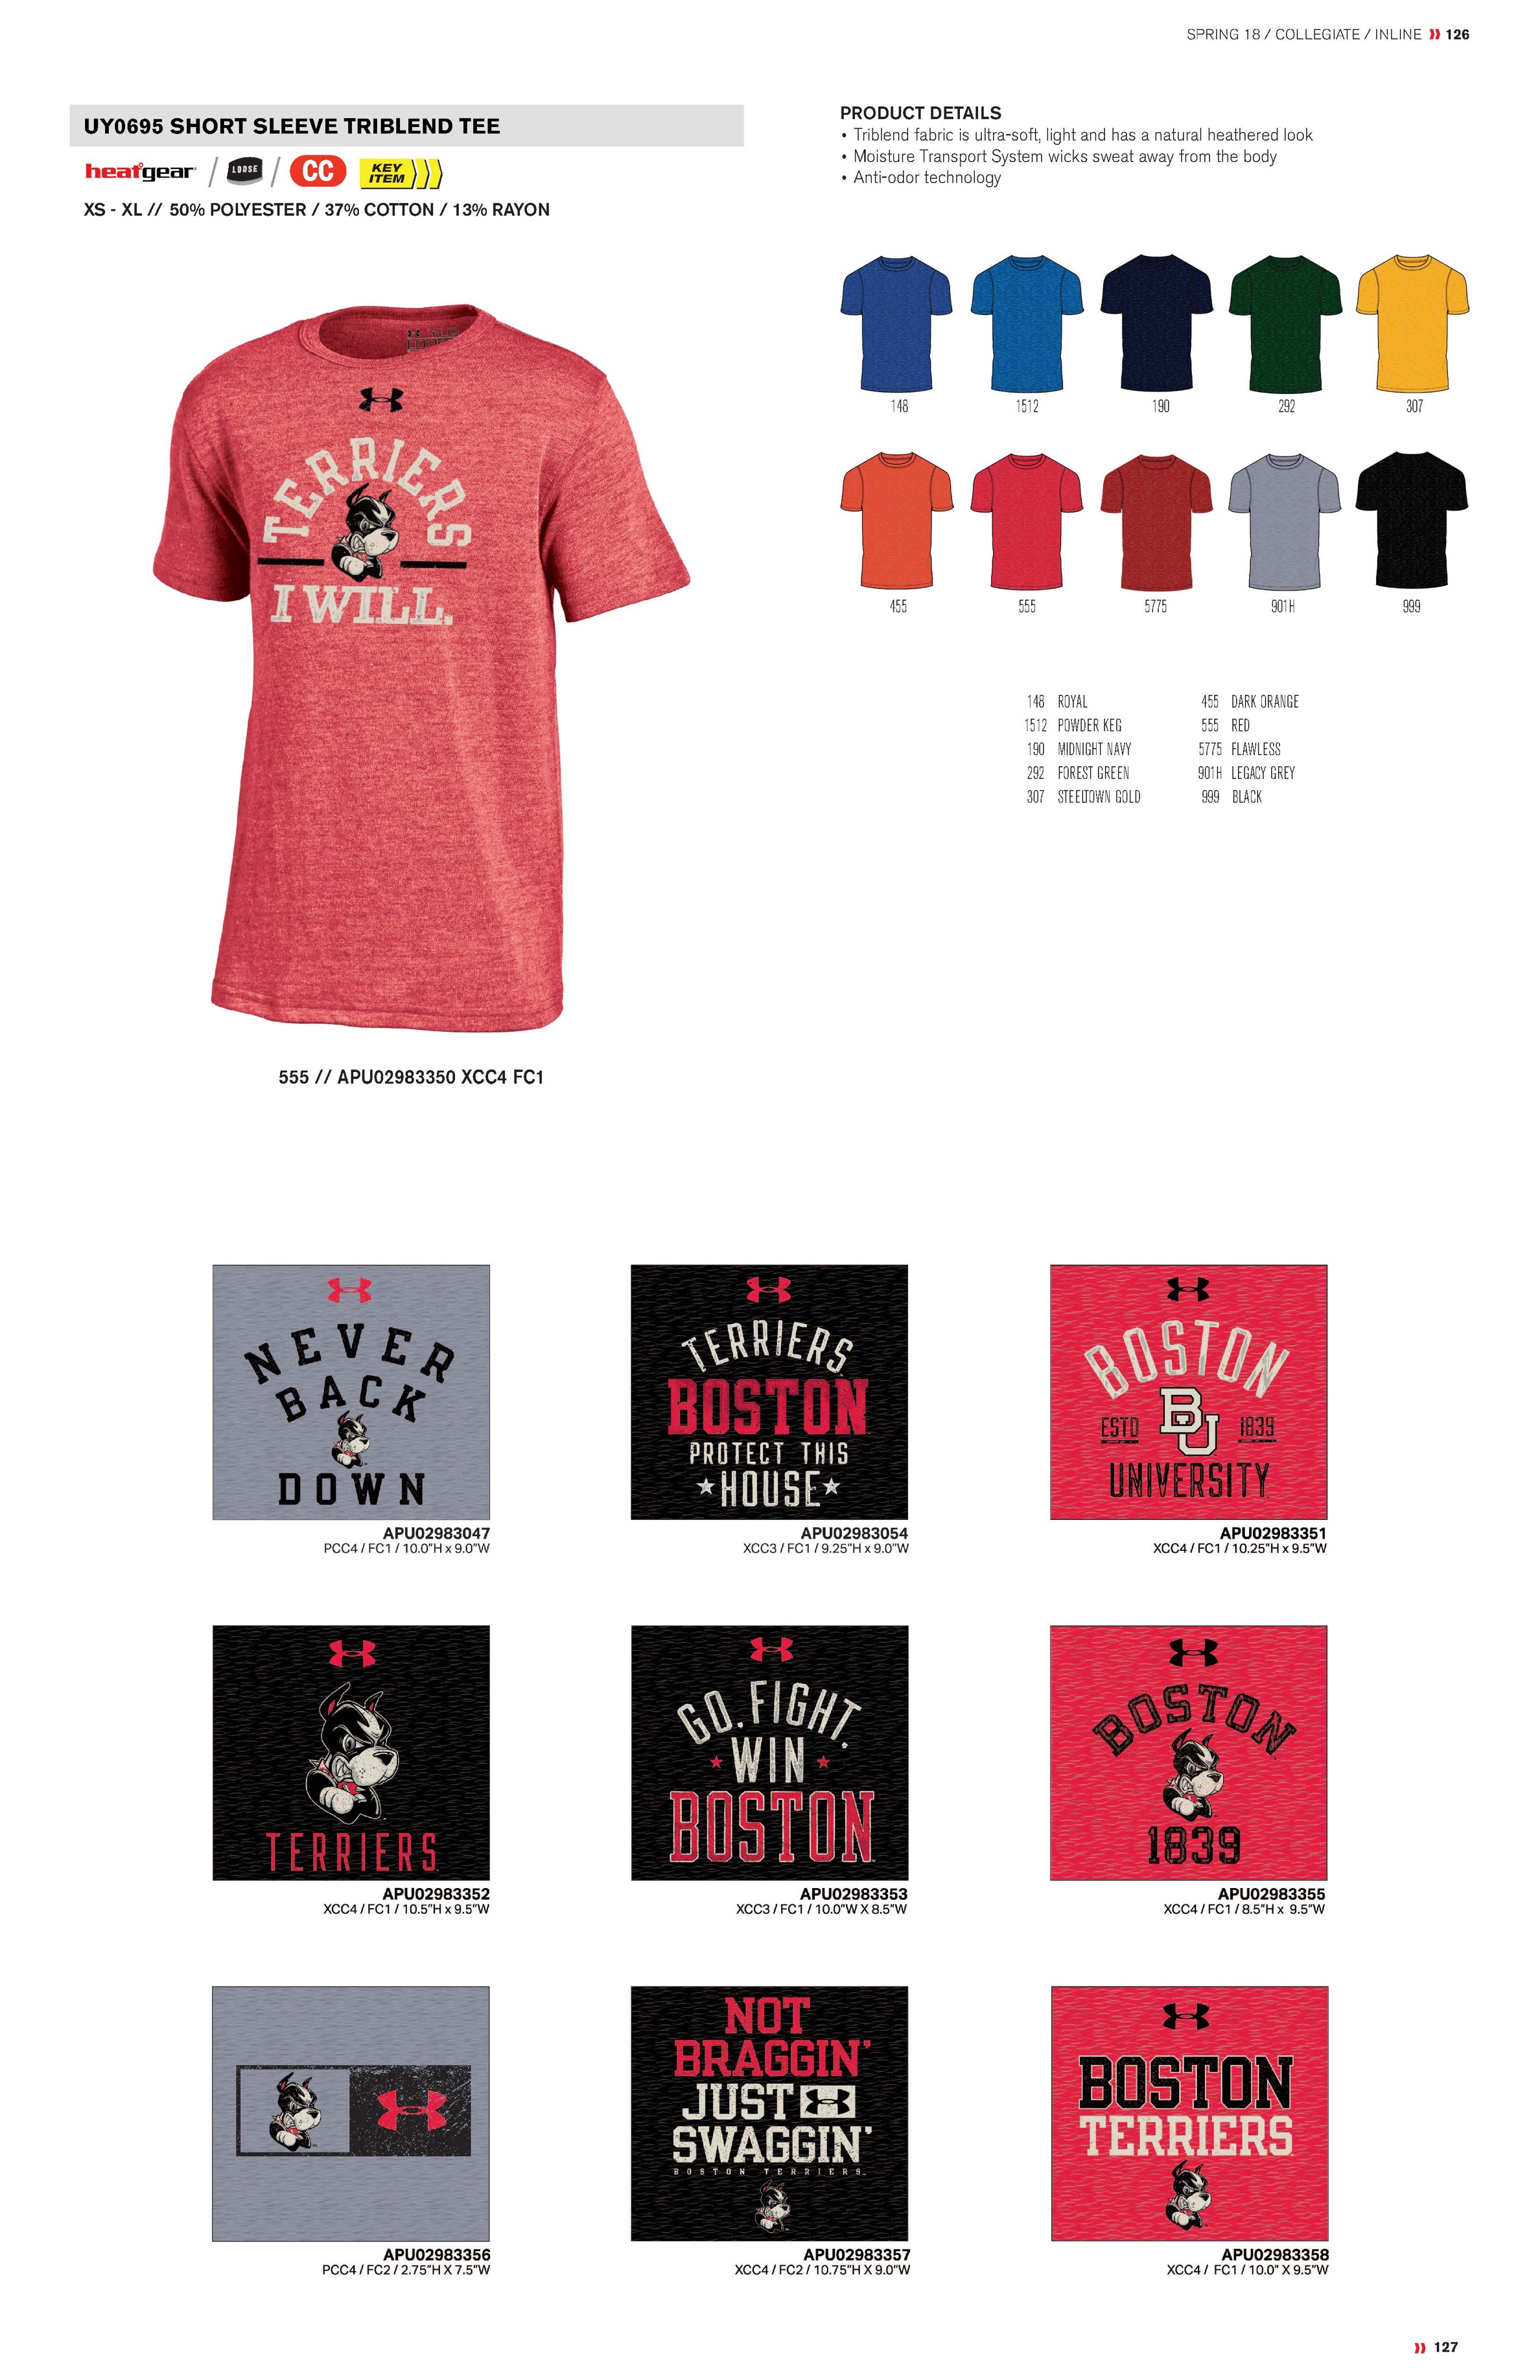 SPRING 18 / COLLEGIATE / INLINE 126
UY0695 SHORT SLEEVE TRIBLEND TEE
heatgear / LOOSE / CC KEY ITEM
XS - XL // 50% POLYESTER / 37% COTTON / 13% RAYON
PRODUCT DETAILS
• Triblend fabric is ultra-soft, light and has a natural heathered look
• Moisture Transport System wicks sweat away from the body
• Anti-odor technology
TERRIERS
I WILL.
148 1512 190 292 307
455 555 5775 901H 999
148 ROYAL
1512 POWDER KEG
190 MIDNIGHT NAVY
292 FOREST GREEN
307 STEELTOWN GOLD
455 DARK ORANGE
555 RED
5775 FLAWLESS
901H LEGACY GREY
999 BLACK
555 // APU02983350 XCC4 FC1
NEVER
BACK
DOWN
APU02983047
PCC4 / FC1 / 10.0"H x 9.0"W
TERRIERS
BOSTON
PROTECT THIS
HOUSE
APU02983054
XCC3 / FC1 / 9.25"H x 9.0"W
BOSTON
ESTD BU 1839
UNIVERSITY
APU02983351
XCC4 / FC1 / 10.25"H x 9.5"W
TERRIERS
APU02983352
XCC4 / FC1 / 10.5"H x 9.5"W
GO, FIGHT,
WIN
BOSTON
APU02983353
XCC3 / FC1 / 10.0"W X 8.5"W
BOSTON
1839
APU02983355
XCC4 / FC1 / 8.5"H x 9.5"W
APU02983356
PCC4 / FC2 / 2.75"H X 7.5"W
NOT
BRAGGIN'
JUST
SWAGGIN'
BOSTON TERRIERS
APU02983357
XCC4 / FC2 / 10.75"H X 9.0"W
BOSTON
TERRIERS
APU02983358
XCC4 / FC1 / 10.0" X 9.5"W
127